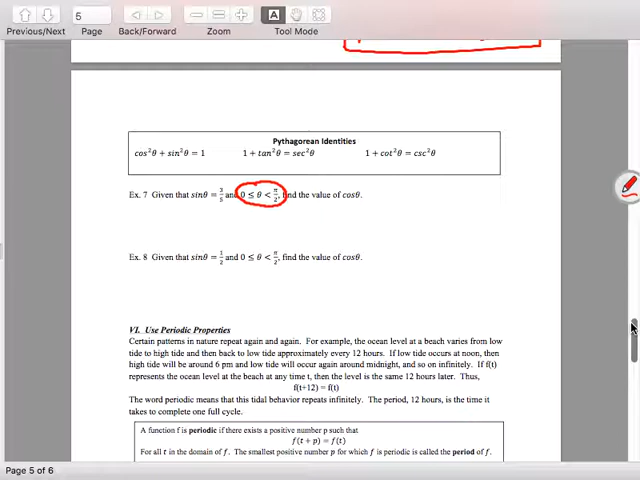 5
Previous/Next
Page
Back/Forward
Zoom
Tool Mode
A
Pythagorean Identities
cos²θ + sin²θ = 1
1 + tan²θ = sec²θ
1 + cot²θ = csc²θ
Ex. 7 Given that sinθ = 3/5 and 0 ≤ θ < π/2, find the value of cosθ.
Ex. 8 Given that sinθ = 1/2 and 0 ≤ θ < π/2, find the value of cosθ.
VI. Use Periodic Properties
Certain patterns in nature repeat again and again. For example, the ocean level at a beach varies from low
tide to high tide and then back to low tide approximately every 12 hours. If low tide occurs at noon, then
high tide will be around 6 pm and low tide will occur again around midnight, and so on infinitely. If f(t)
represents the ocean level at the beach at any time t, then the level is the same 12 hours later. Thus,
f(t+12) = f(t)
The word periodic means that this tidal behavior repeats infinitely. The period, 12 hours, is the time it
takes to complete one full cycle.
A function f is periodic if there exists a positive number p such that
f(t + p) = f(t)
For all t in the domain of f. The smallest positive number p for which f is periodic is called the period of f.
Page 5 of 6